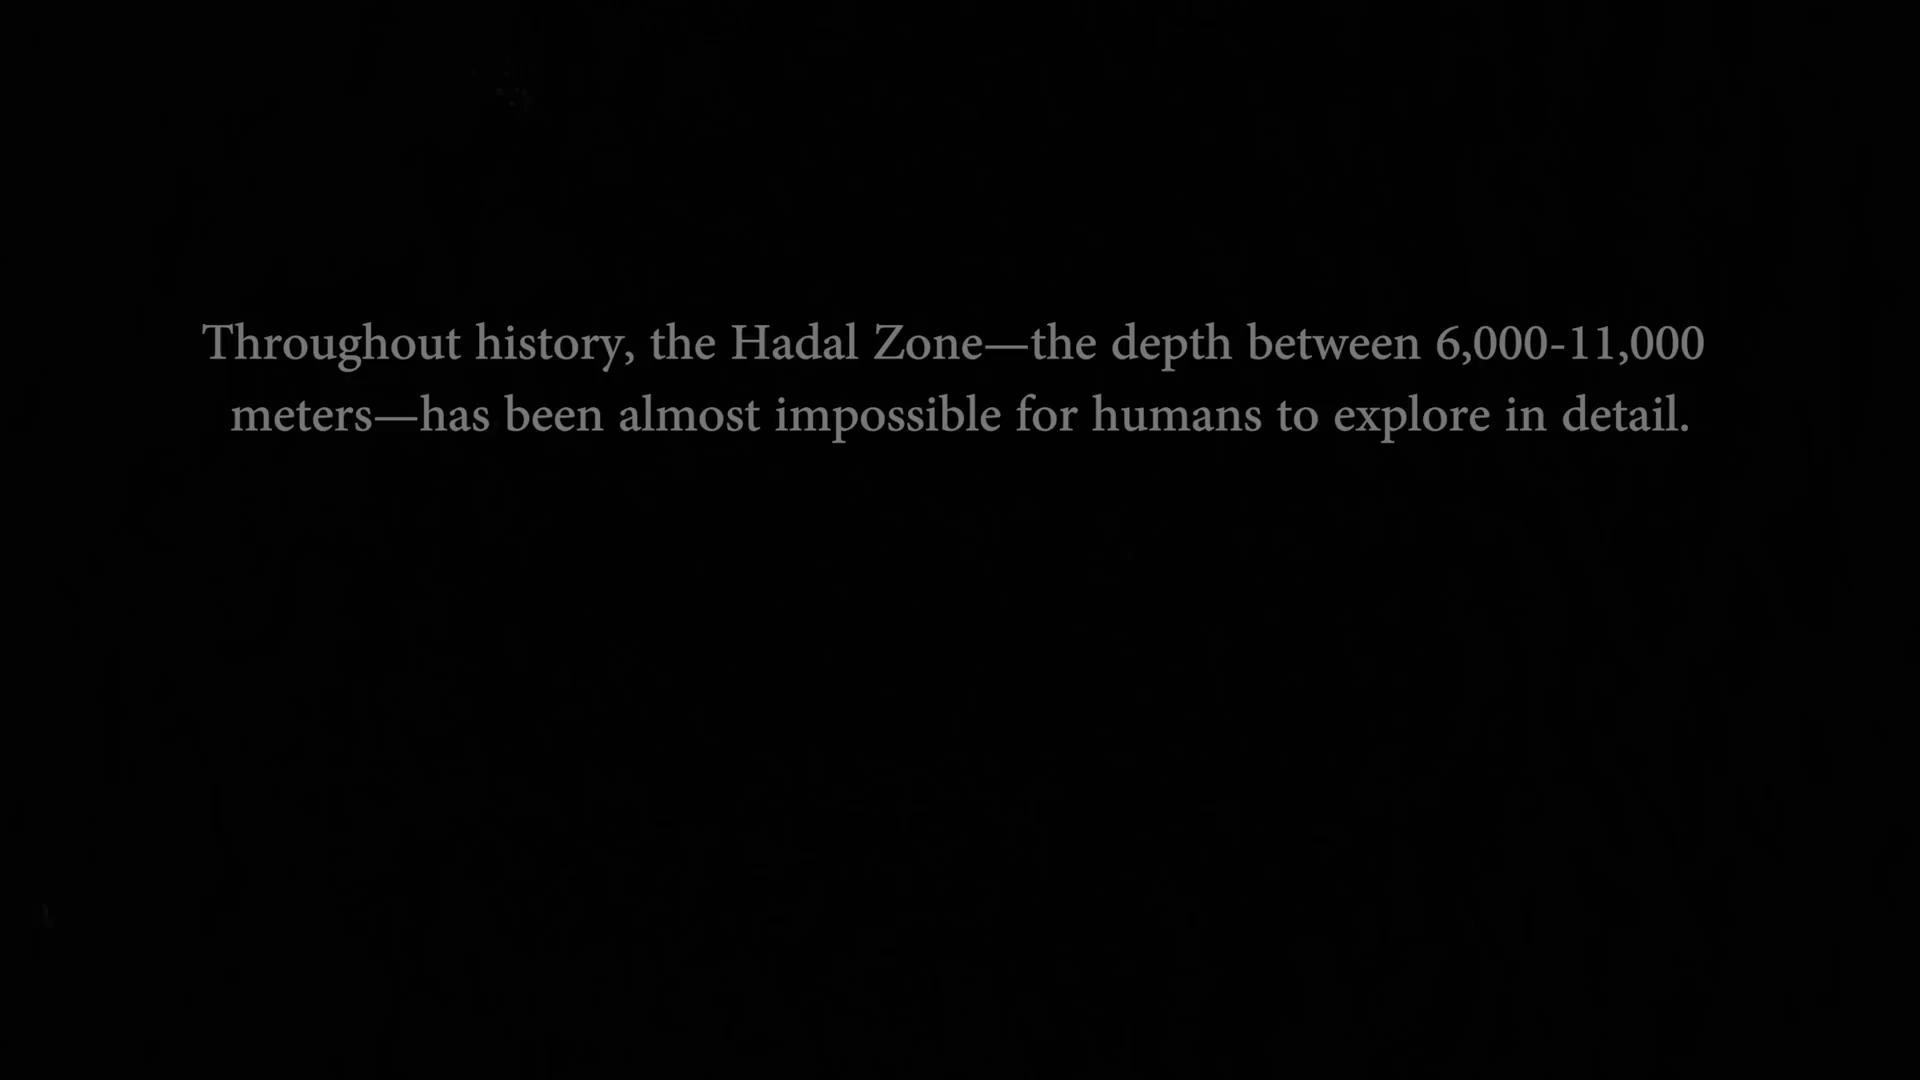 Throughout history, the Hadal Zone—the depth between 6,000-11,000
meters—has been almost impossible for humans to explore in detail.